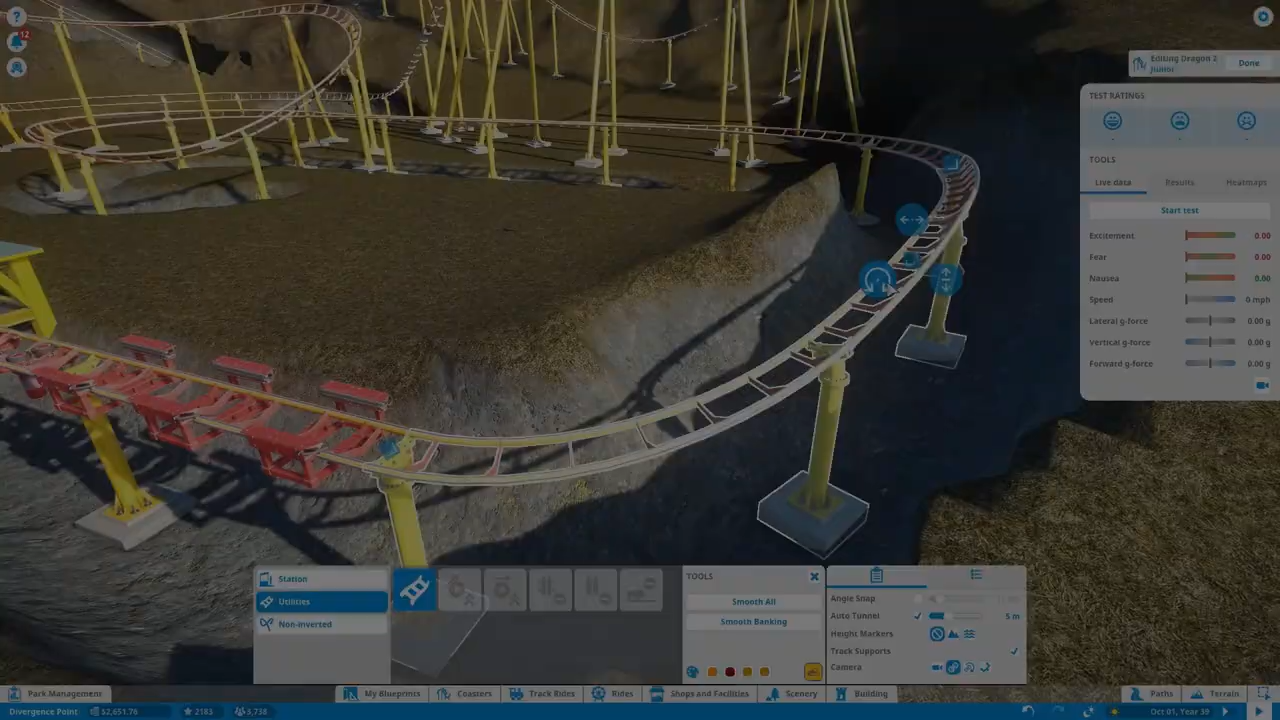 ?
12
Editing Dragon 2
Junior
Done
TEST RATINGS
-
-
-
TOOLS
Live data
Results
Heatmaps
Start test
Excitement 0.00
Fear 0.00
Nausea 0.00
Speed 0 mph
Lateral g-force 0.00 g
Vertical g-force 0.00 g
Forward g-force 0.00 g
Station
Utilities
Non-inverted
TOOLS
Smooth All
Smooth Banking
Angle Snap
Auto Tunnel 5 m
Height Markers
Track Supports
Camera
Park Management
My Blueprints
Coasters
Track Rides
Rides
Shops and Facilities
Scenery
Building
Paths
Terrain
Divergence Point
$2,651.78
2183
5,738
Oct 01, Year 39